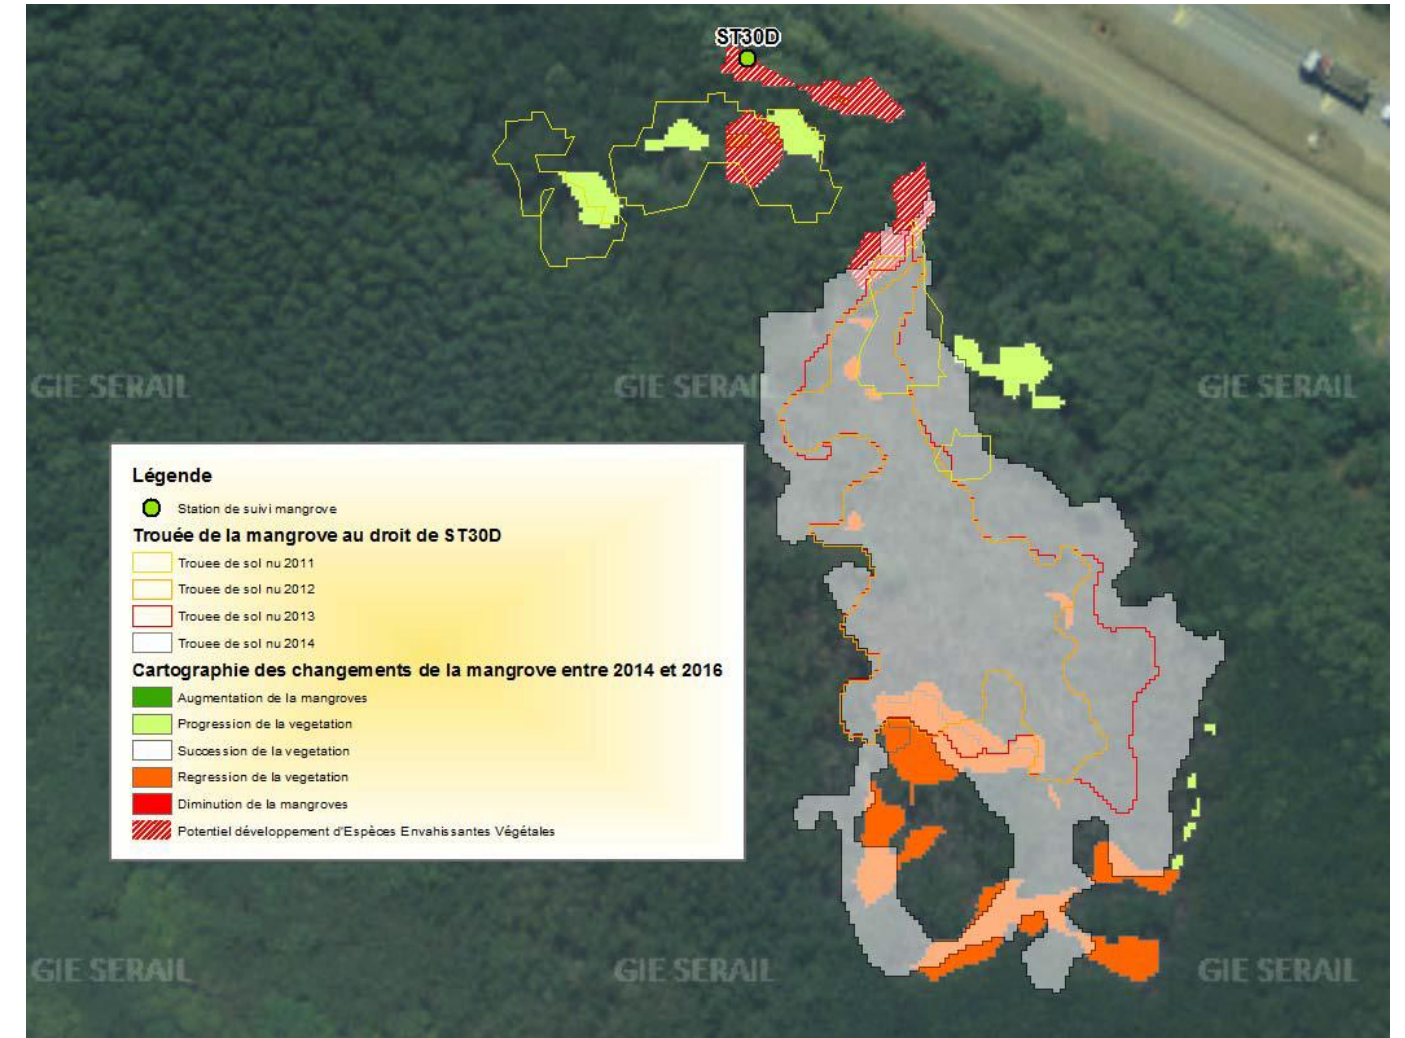 ST30D
GIE SERAIL GIE SERAIL GIE SERAIL
Légende
Station de suivi mangrove
Trouée de la mangrove au droit de ST30D
Trouee de sol nu 2011
Trouee de sol nu 2012
Trouee de sol nu 2013
Trouee de sol nu 2014
Cartographie des changements de la mangrove entre 2014 et 2016
Augmentation de la mangroves
Progression de la vegetation
Succession de la vegetation
Regression de la vegetation
Diminution de la mangroves
Potentiel développement d'Espèces Envahissantes Végétales
GIE SERAIL GIE SERAIL GIE SERAIL